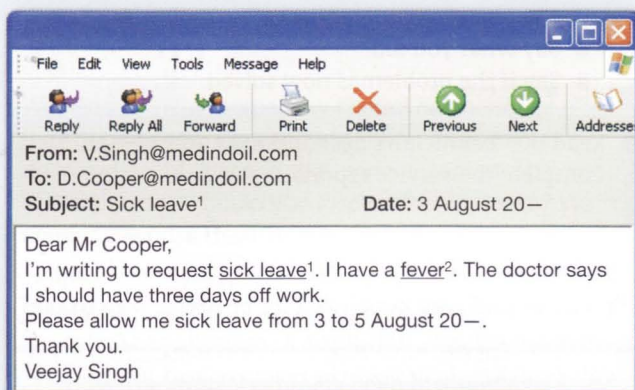 File Edit View Tools Message Help
Reply Reply All Forward Print Delete Previous Next Addresse
From: V.Singh@medindoil.com
To: D.Cooper@medindoil.com
Subject: Sick leave¹ Date: 3 August 20—
Dear Mr Cooper,
I'm writing to request sick leave¹. I have a fever². The doctor says
I should have three days off work.
Please allow me sick leave from 3 to 5 August 20—.
Thank you.
Veejay Singh